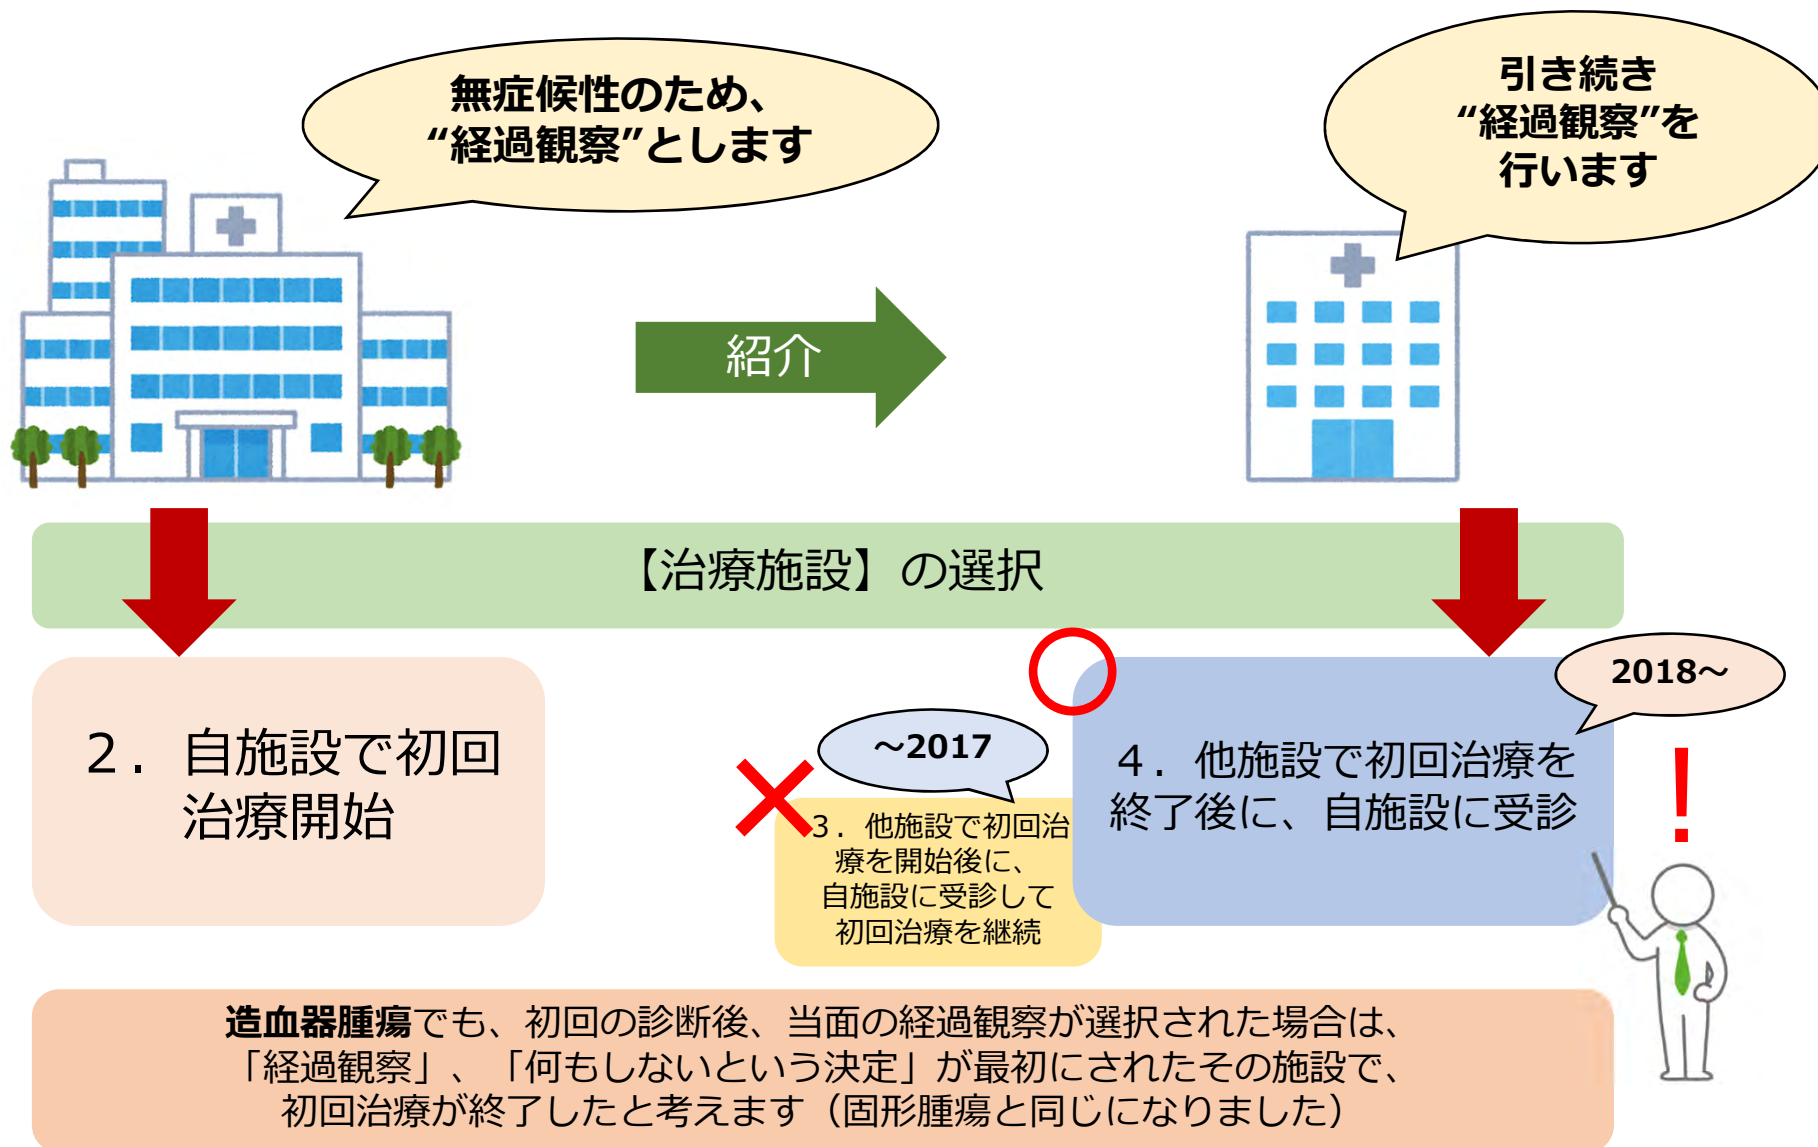 無症候性のため、
“経過観察”とします
引き続き
“経過観察”を
行います
紹介
【治療施設】の選択
２．自施設で初回
治療開始
～2017
３．他施設で初回治
療を開始後に、
自施設に受診して
初回治療を継続
2018～
４．他施設で初回治療を
終了後に、自施設に受診
！
造血器腫瘍でも、初回の診断後、当面の経過観察が選択された場合は、
「経過観察」、「何もしないという決定」が最初にされたその施設で、
初回治療が終了したと考えます（固形腫瘍と同じになりました）